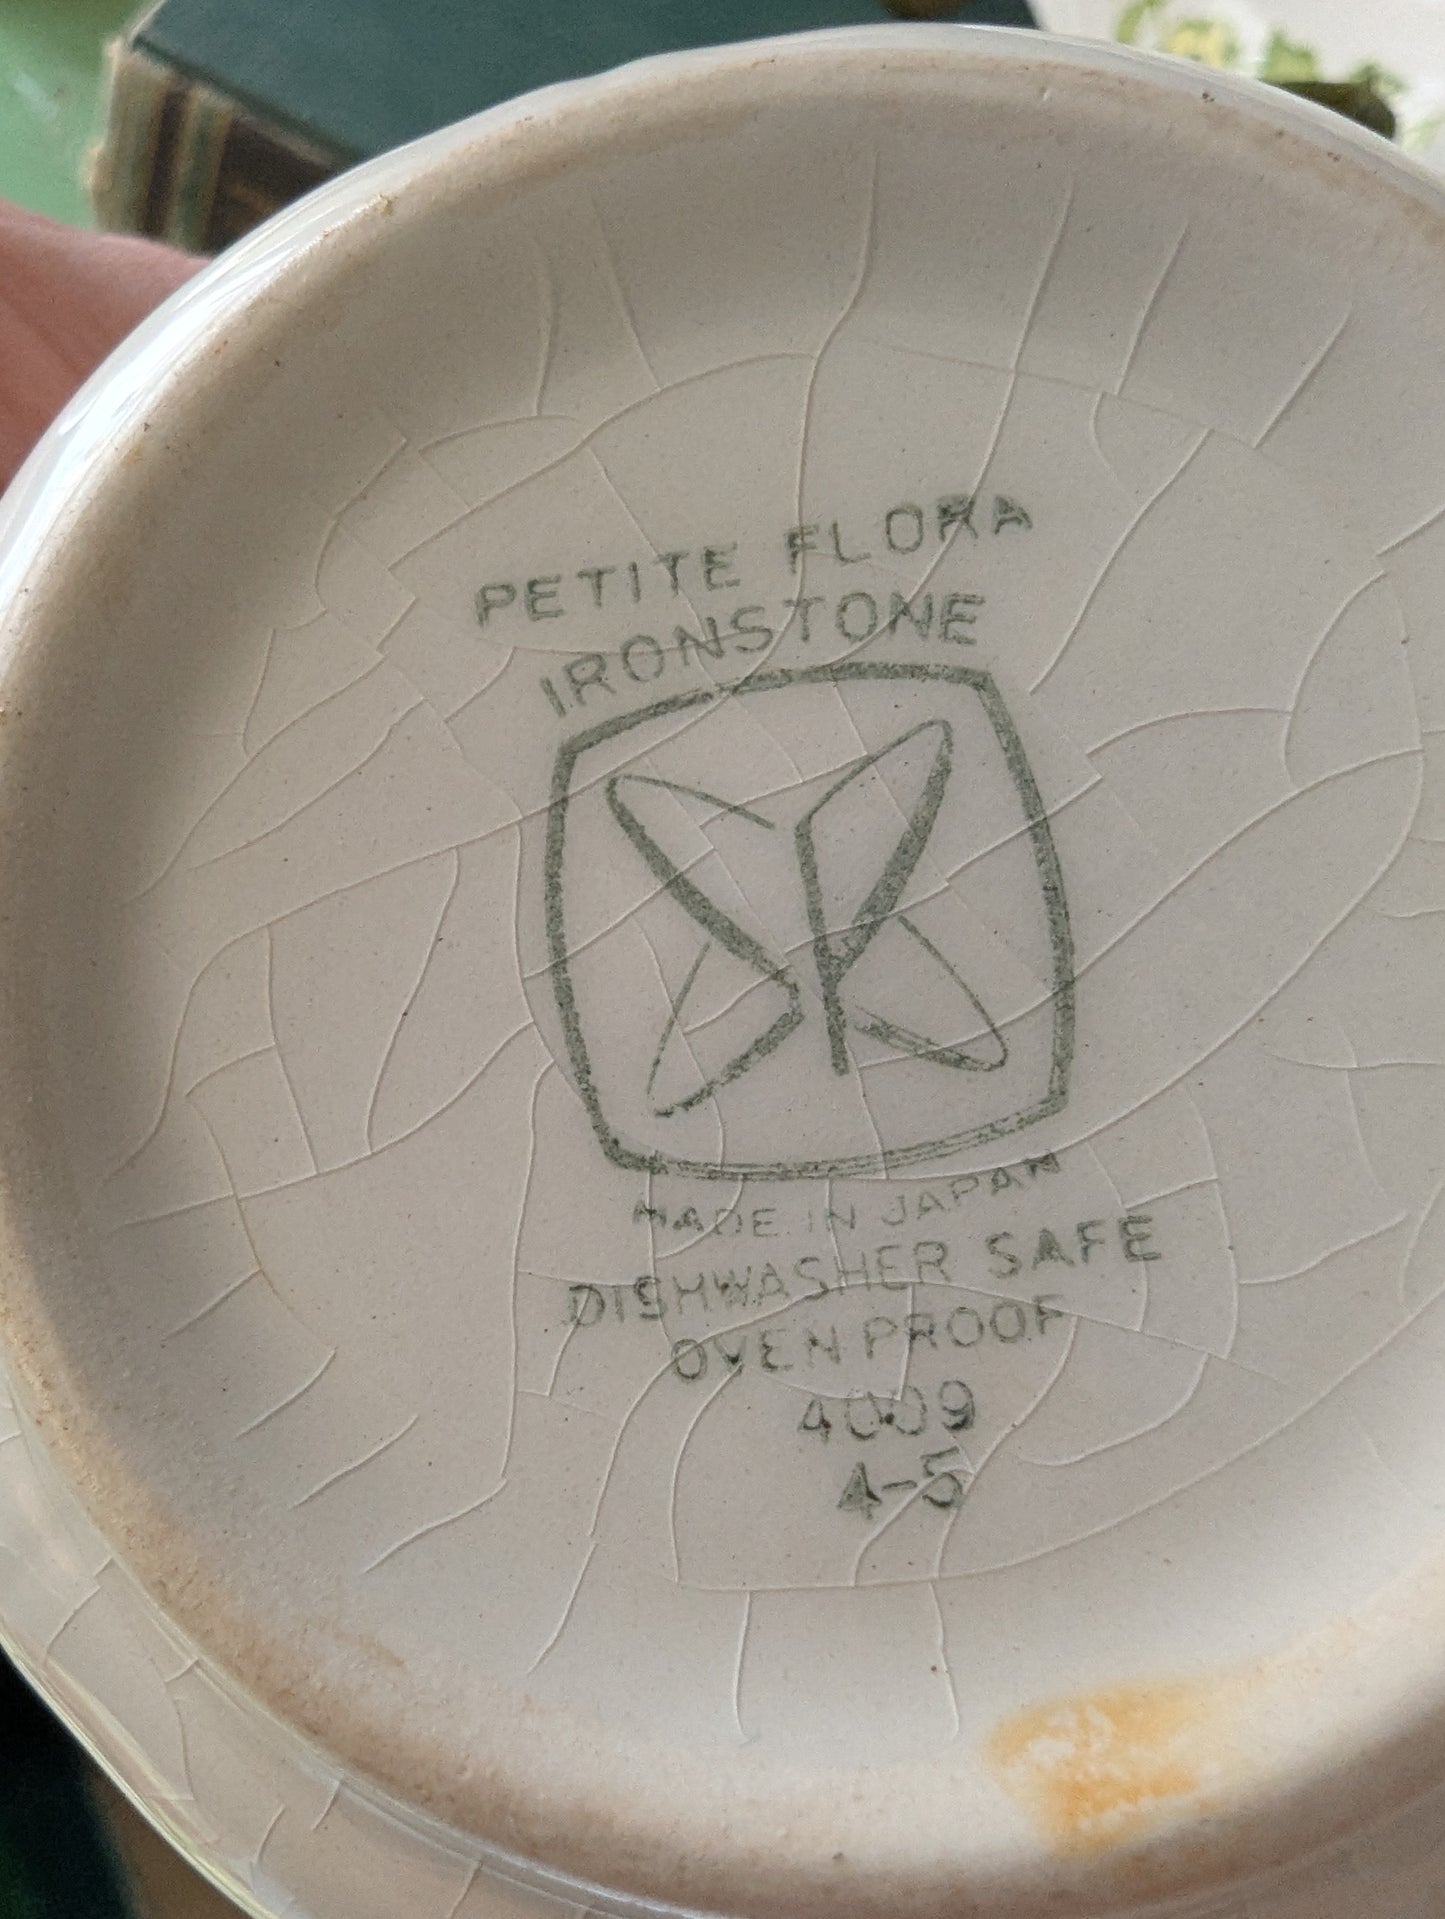 PETITE FLORA
IRONSTONE
MADE IN JAPAN
DISHWASHER SAFE
OVEN PROOF
4009
4-5